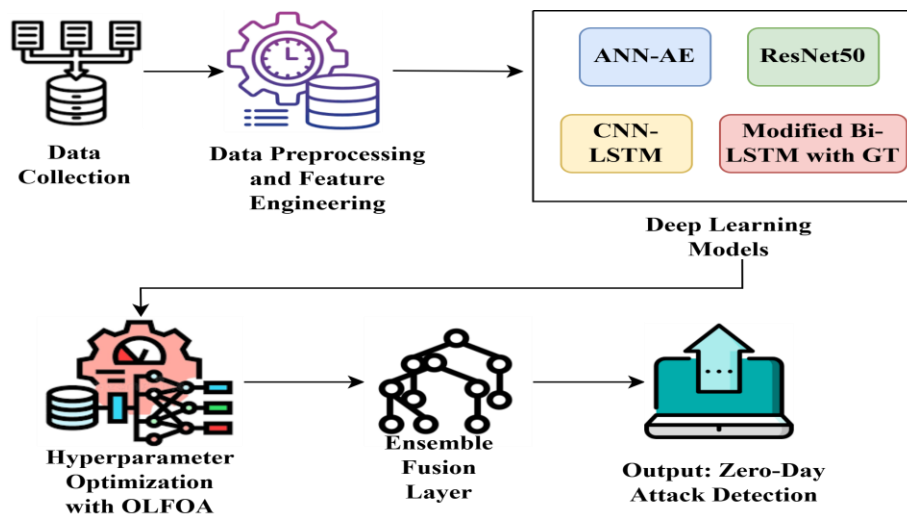 Data
Collection
Data Preprocessing
and Feature
Engineering
ANN-AE
ResNet50
CNN-
LSTM
Modified Bi-
LSTM with GT
Deep Learning
Models
Hyperparameter
Optimization
with OLFOA
Ensemble
Fusion
Layer
Output: Zero-Day
Attack Detection